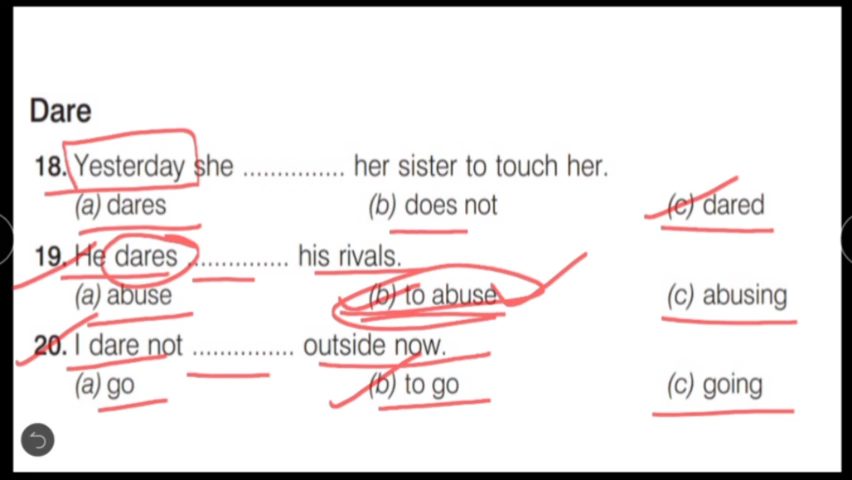 Dare
18. Yesterday she ............... her sister to touch her.
(a) dares (b) does not (c) dared
19. He dares ............... his rivals.
(a) abuse (b) to abuse (c) abusing
20. I dare not ............... outside now.
(a) go (b) to go (c) going